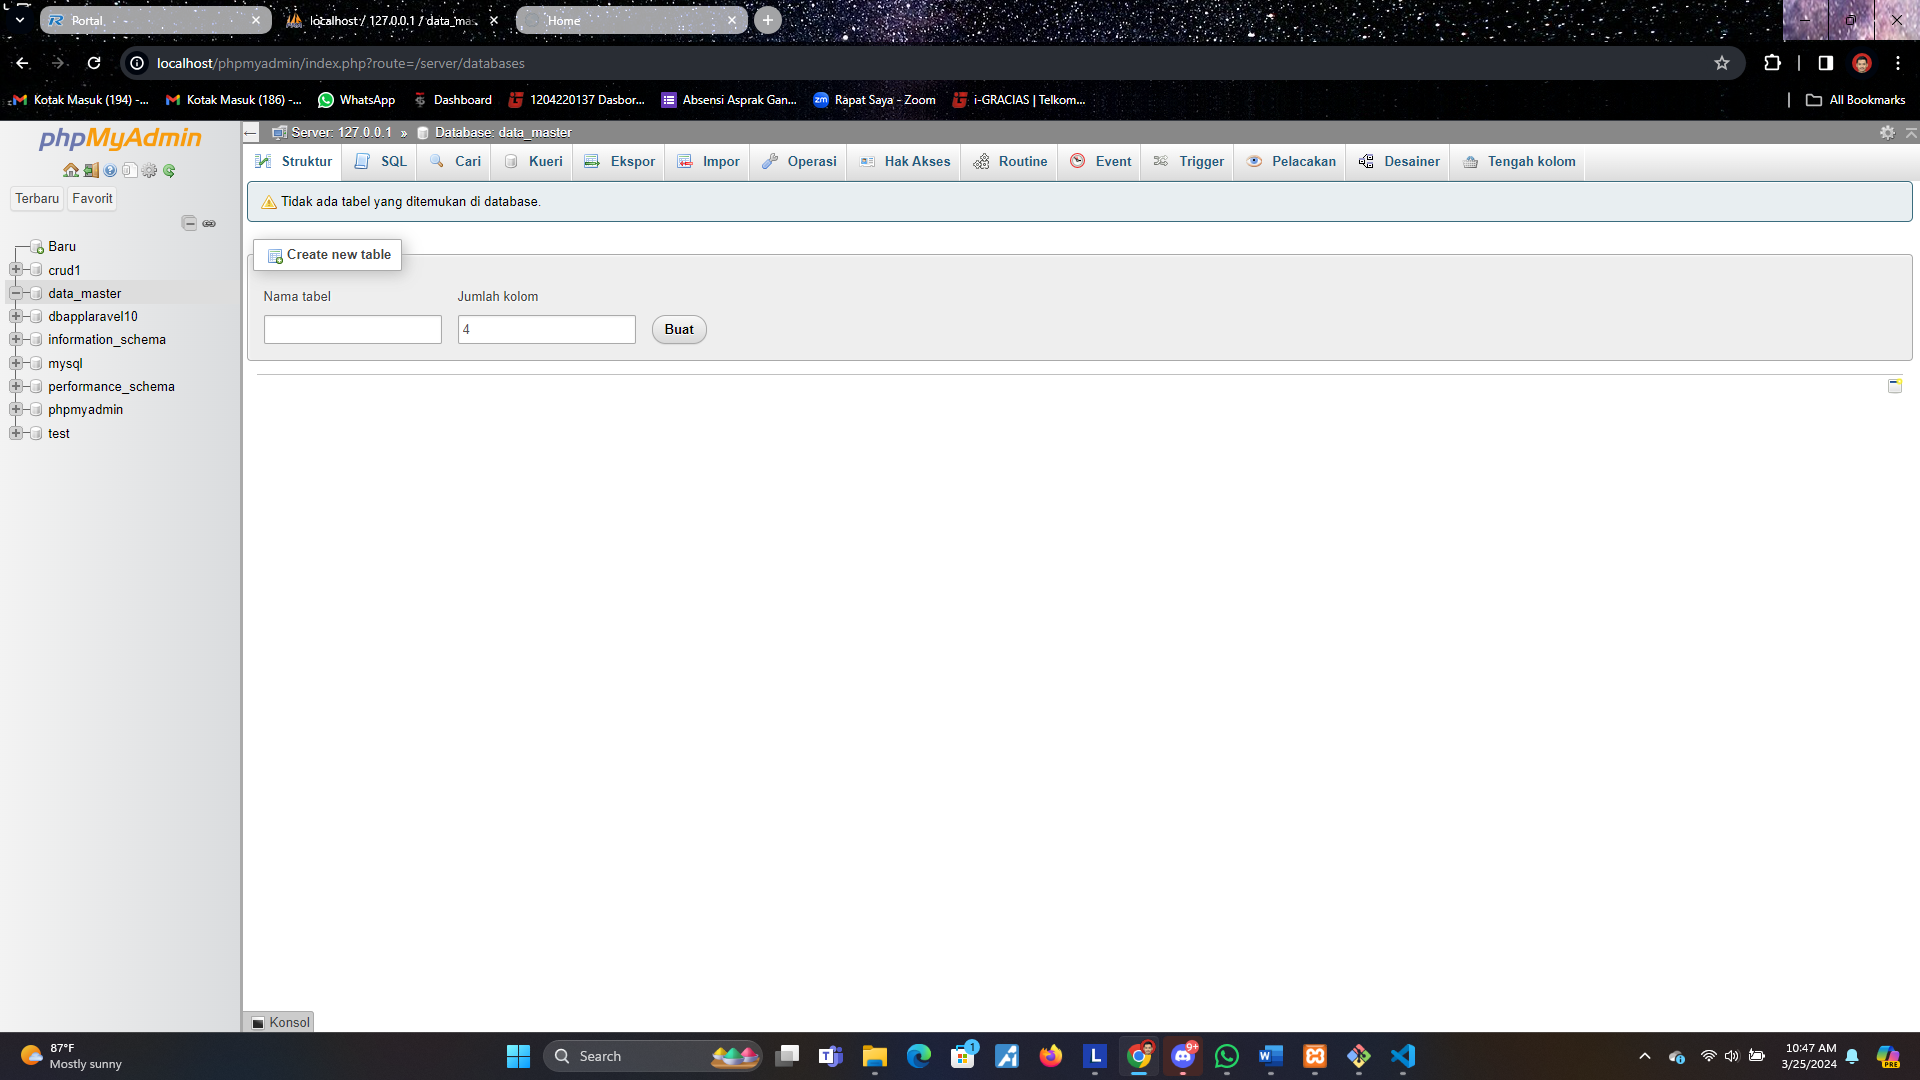 Portal
localhost / 127.0.0.1 / data_mas
Home
localhost/phpmyadmin/index.php?route=/server/databases
Kotak Masuk (194) -...
Kotak Masuk (186) -...
WhatsApp
Dashboard
1204220137 Dasbor...
Absensi Asprak Gan...
Rapat Saya - Zoom
i-GRACIAS | Telkom...
All Bookmarks
phpMyAdmin
Terbaru
Favorit
Baru
crud1
data_master
dbapplaravel10
information_schema
mysql
performance_schema
phpmyadmin
test
Server: 127.0.0.1 » Database: data_master
Struktur
SQL
Cari
Kueri
Ekspor
Impor
Operasi
Hak Akses
Routine
Event
Trigger
Pelacakan
Desainer
Tengah kolom
Tidak ada tabel yang ditemukan di database.
Create new table
Nama tabel
Jumlah kolom
4
Buat
Konsol
87°F
Mostly sunny
Search
1
9+
10:47 AM
3/25/2024